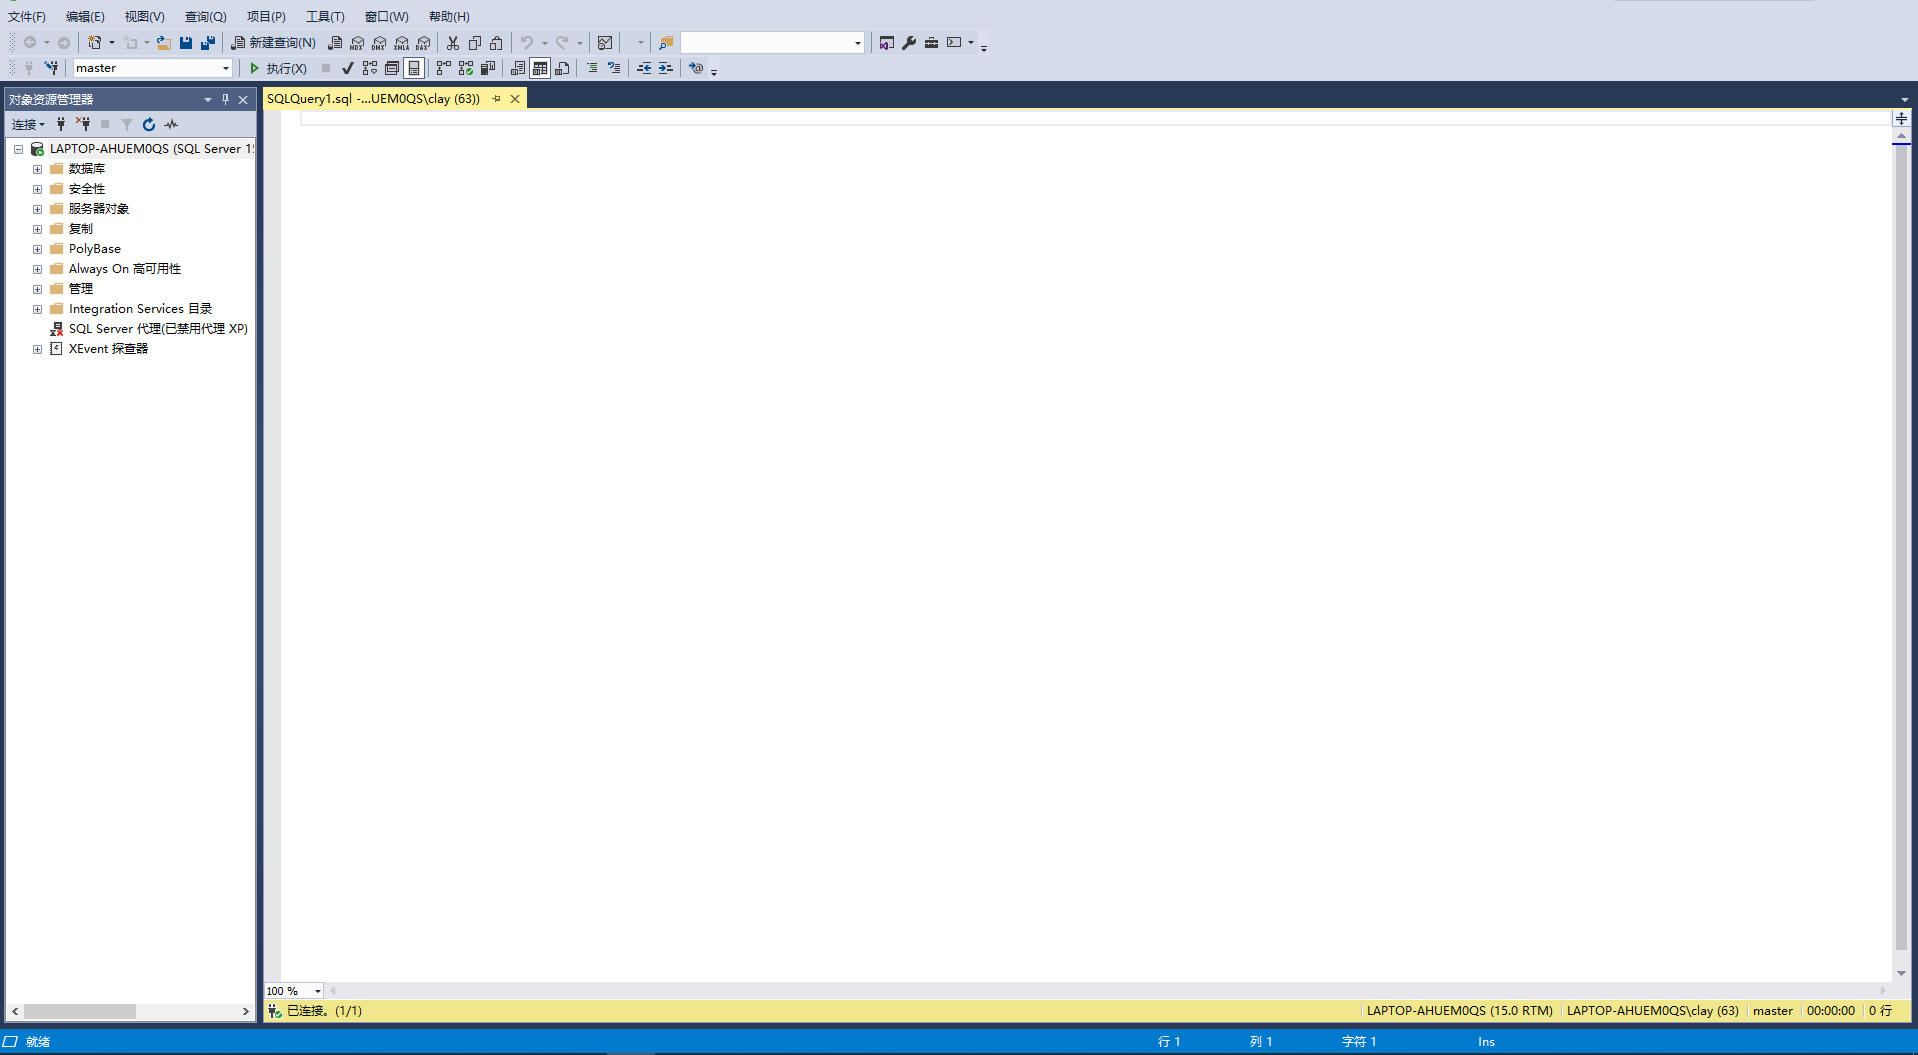 文件(F) 编辑(E) 视图(V) 查询(Q) 项目(P) 工具(T) 窗口(W) 帮助(H)
新建查询(N) MDX DMX XMLA DAX
master 执行(X)
对象资源管理器
SQLQuery1.sql -...UEM0QS\clay (63))
连接
LAPTOP-AHUEM0QS (SQL Server 15
数据库
安全性
服务器对象
复制
PolyBase
Always On 高可用性
管理
Integration Services 目录
SQL Server 代理(已禁用代理 XP)
XEvent 探查器
100 %
已连接。(1/1) LAPTOP-AHUEM0QS (15.0 RTM) LAPTOP-AHUEM0QS\clay (63) master 00:00:00 0 行
就绪 行 1 列 1 字符 1 Ins